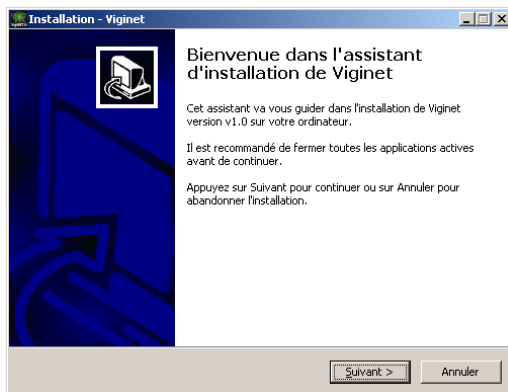 Installation - Viginet
Bienvenue dans l'assistant
d'installation de Viginet
Cet assistant va vous guider dans l'installation de Viginet
version v1.0 sur votre ordinateur.
Il est recommandé de fermer toutes les applications actives
avant de continuer.
Appuyez sur Suivant pour continuer ou sur Annuler pour
abandonner l'installation.
Suivant >
Annuler